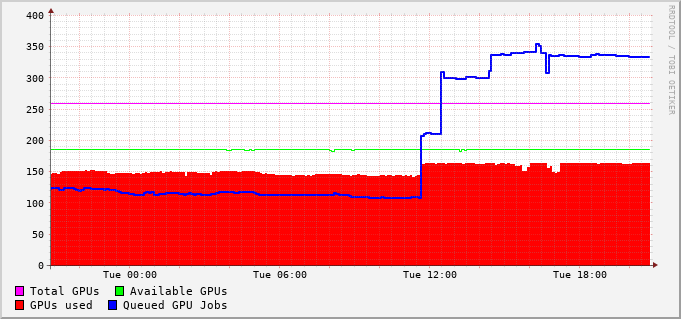 400
350
300
250
200
150
100
50
0
Tue 00:00 Tue 06:00 Tue 12:00 Tue 18:00
Total GPUs Available GPUs
GPUs used Queued GPU Jobs
RRDTOOL / TOBI OETIKER